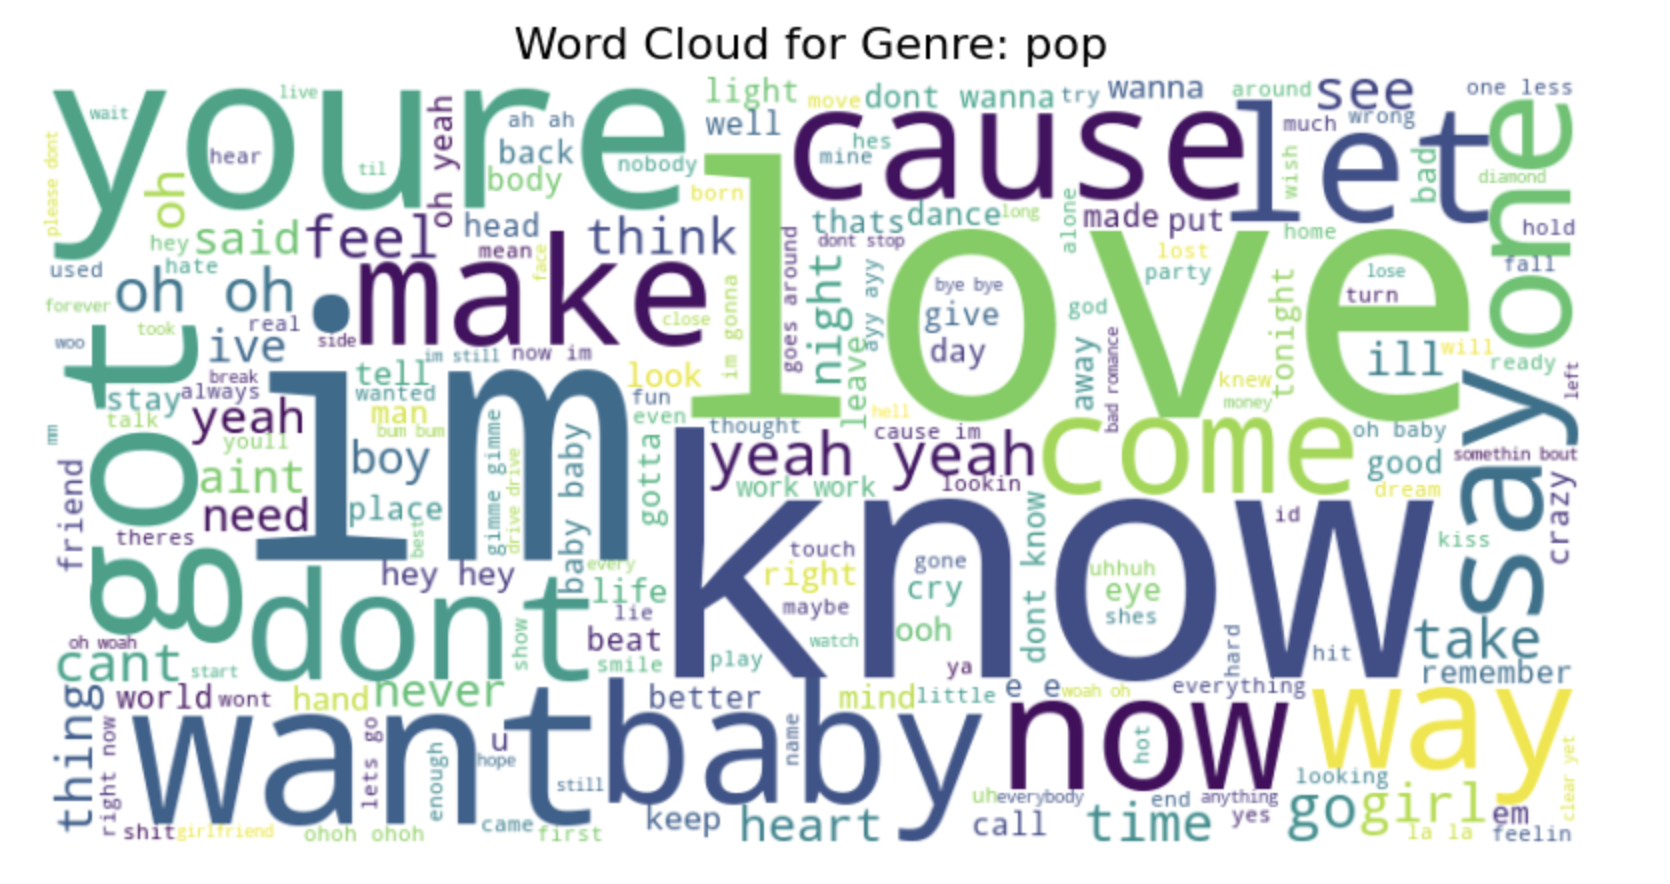 Word Cloud for Genre: pop
youre
live
wait
hear
til
please dont
oh
oh yeah
ah ah
back
body
nobody
light
move
dont wanna
try
wanna
around
see
one less
well
cause
hes
mine
let
much
wrong
wish
bad
one
diamond
born
love
thats
dance
long
alone
made
put
home
hold
hey
said
feel
head
mean
face
think
dont stop
lost
party
fall
used
hate
oh oh
make
night
ayy ayy
goes around
bye bye
give
day
god
tonight
lose
turn
forever
took
real
side
close
im gonna
woo
got
ive
im still
now im
leave
away
bad romance
knew
money
ill
will
ready
left
break
always
stay
talk
yeah
youll
tell
wanted
man
bum bum
look
fun
even
hell
thought
cause im
come
oh baby
say
mm
im
boy
gimme gimme
drive drive
baby baby
gotta
yeah yeah
work work
lookin
good
dream
somethin bout
crazy
friend
aint
need
place
best
theres
know
dont know
id
kiss
hey hey
every
life
lie
beat
smile
show
touch
right
maybe
gone
cry
uhhuh
eye
shes
dont
oh woah
cant
start
watch
ooh
play
ya
hard
hit
take
remember
thing
right now
world
wont
hand
never
better
mind
little
e e
woah oh
everything
way
want
lets go
enough
u
hope
still
baby
name
now
hot
looking
clear yet
shit
girlfriend
ohoh ohoh
came
first
keep
heart
uh
everybody
call
end
anything
yes
time
go
girl
em
la la
feelin